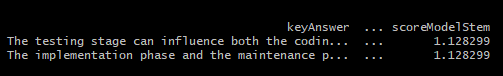 keyAnswer ... scoreModelStem
The testing stage can influence both the codin... ... 1.128299
The implementation phase and the maintenance p... ... 1.128299